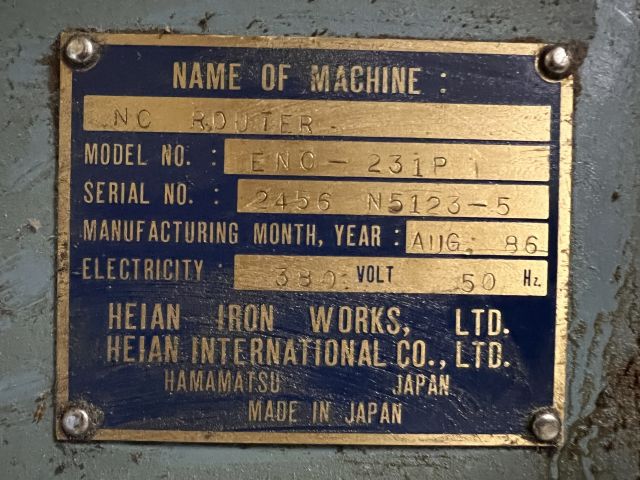 NAME OF MACHINE :
NC ROUTER
MODEL NO. : ENC-231P
SERIAL NO. : 2456 N5123-5
MANUFACTURING MONTH, YEAR : AUG, 86
ELECTRICITY : 380 VOLT 50 Hz.
HEIAN IRON WORKS, LTD.
HEIAN INTERNATIONAL CO., LTD.
HAMAMATSU JAPAN
MADE IN JAPAN